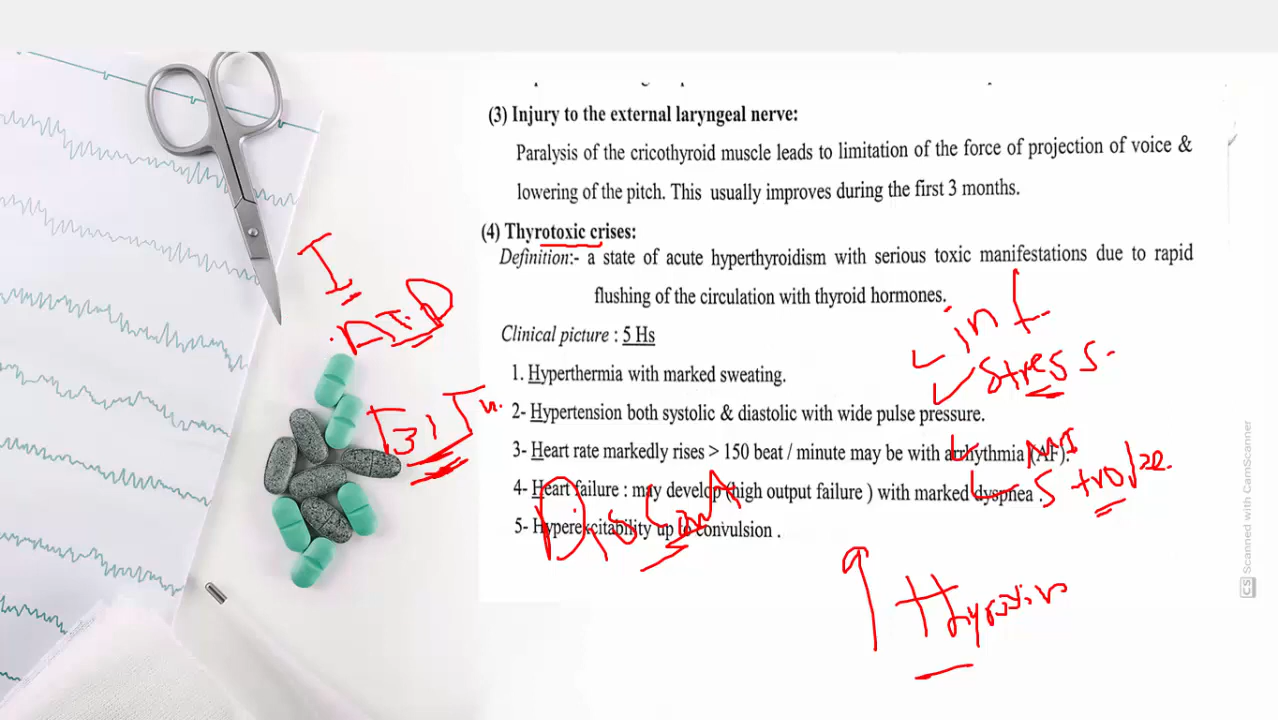 (3) Injury to the external laryngeal nerve:
Paralysis of the cricothyroid muscle leads to limitation of the force of projection of voice &
lowering of the pitch. This usually improves during the first 3 months.
(4) Thyrotoxic crises:
Definition:- a state of acute hyperthyroidism with serious toxic manifestations due to rapid
flushing of the circulation with thyroid hormones.
Clinical picture : 5 Hs
1. Hyperthermia with marked sweating.
2- Hypertension both systolic & diastolic with wide pulse pressure.
3- Heart rate markedly rises > 150 beat / minute may be with arrhythmia (AF).
4- Heart failure : may develop (high output failure ) with marked dyspnea .
5- Hyperexcitability up to convulsion .
I
inf
stress
MI
stroke
CS Scanned with CamScanner